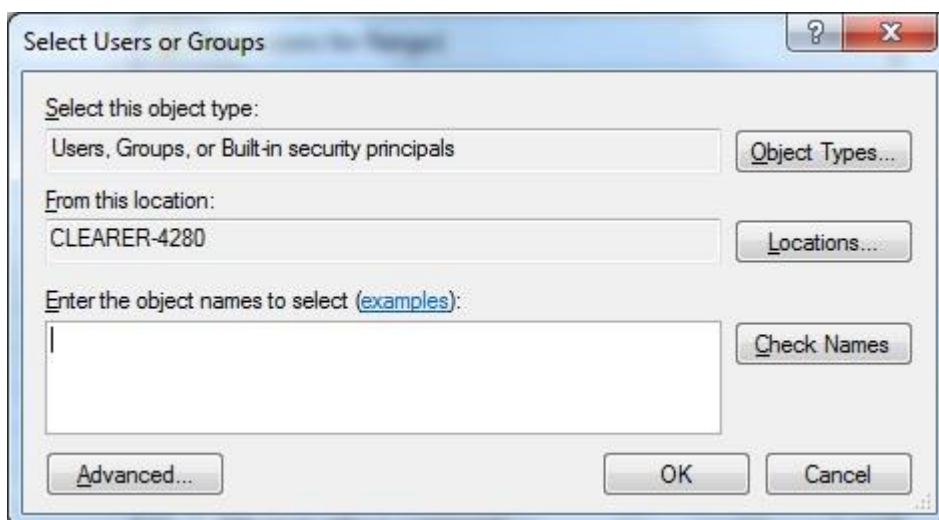 Select Users or Groups
Select this object type:
Users, Groups, or Built-in security principals
Object Types...
From this location:
CLEARER-4280
Locations...
Enter the object names to select (examples):
Check Names
Advanced...
OK
Cancel